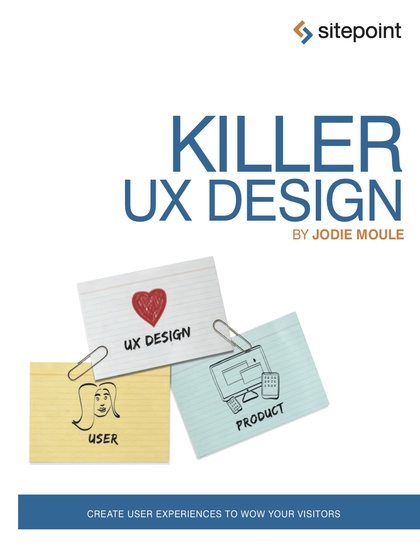 sitepoint
KILLER
UX DESIGN
BY JODIE MOULE
UX DESIGN
USER
PRODUCT
CREATE USER EXPERIENCES TO WOW YOUR VISITORS